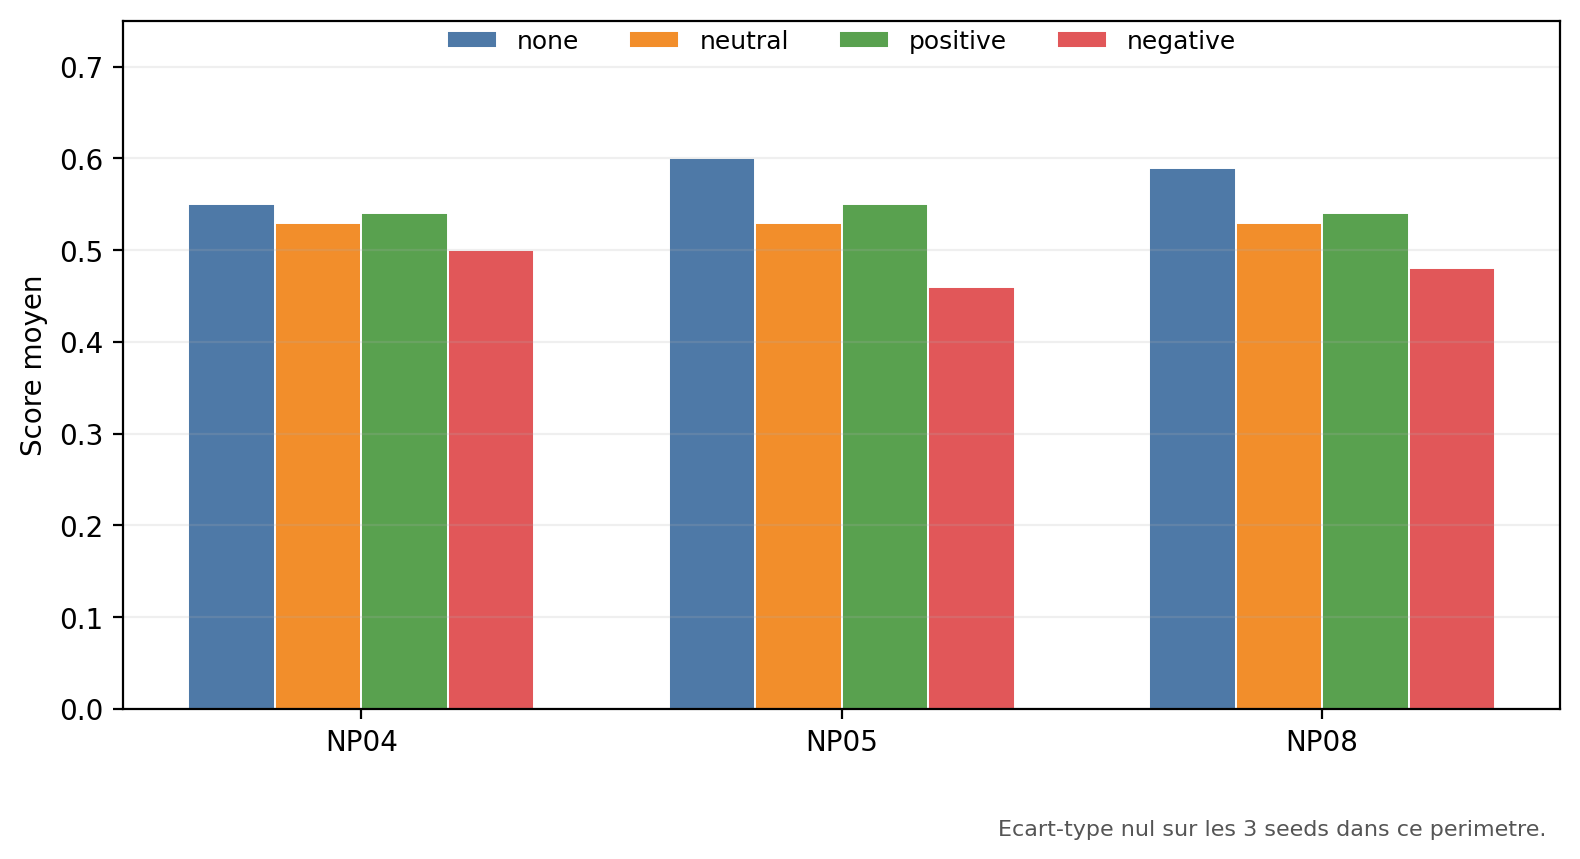 none neutral positive negative
Score moyen
0.7
0.6
0.5
0.4
0.3
0.2
0.1
0.0
NP04 NP05 NP08
Ecart-type nul sur les 3 seeds dans ce perimetre.